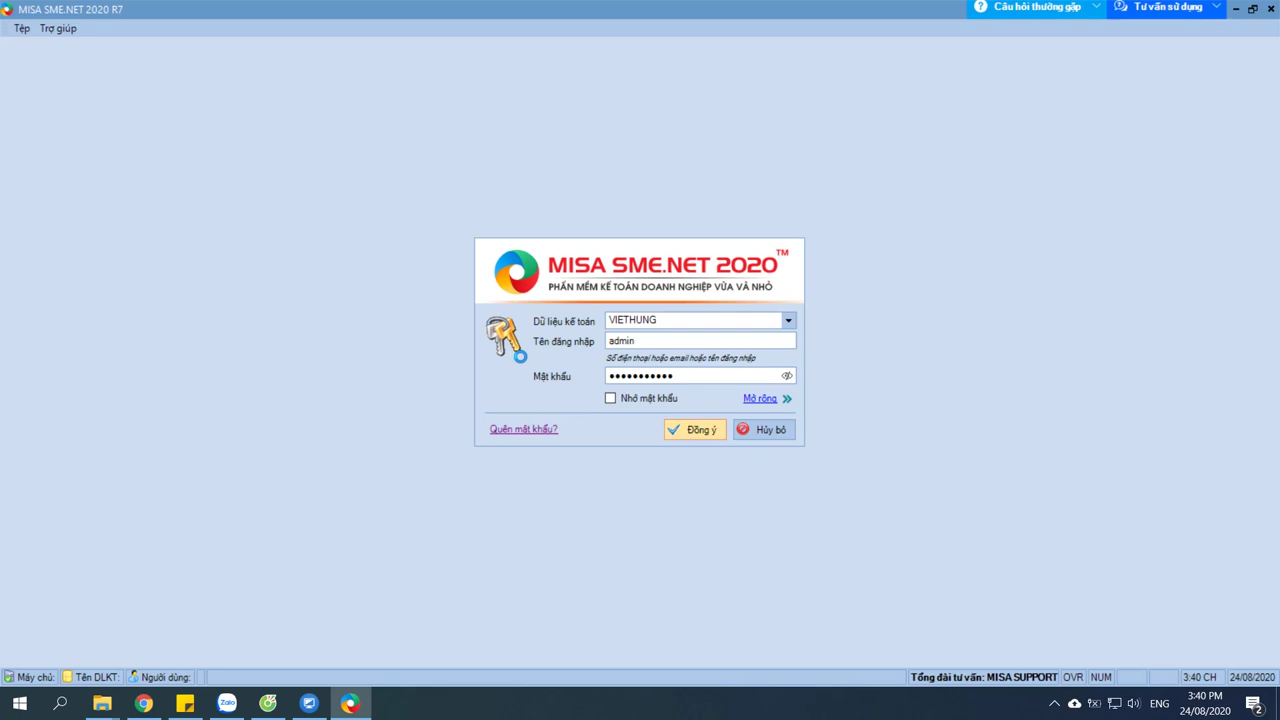 MISA SME.NET 2020 R7
Câu hỏi thường gặp
Tư vấn sử dụng
Tệp Trợ giúp
MISA SME.NET 2020™
PHẦN MỀM KẾ TOÁN DOANH NGHIỆP VỪA VÀ NHỎ
Dữ liệu kế toán VIETHUNG
Tên đăng nhập admin
Số điện thoại hoặc email hoặc tên đăng nhập
Mật khẩu •••••••••••
Nhớ mật khẩu Mở rộng
Quên mật khẩu? Đồng ý Hủy bỏ
Máy chủ: Tên DLKT: Người dùng: Tổng đài tư vấn: MISA SUPPORT OVR NUM 3:40 CH 24/08/2020
Zalo
ENG
3:40 PM
24/08/2020
2